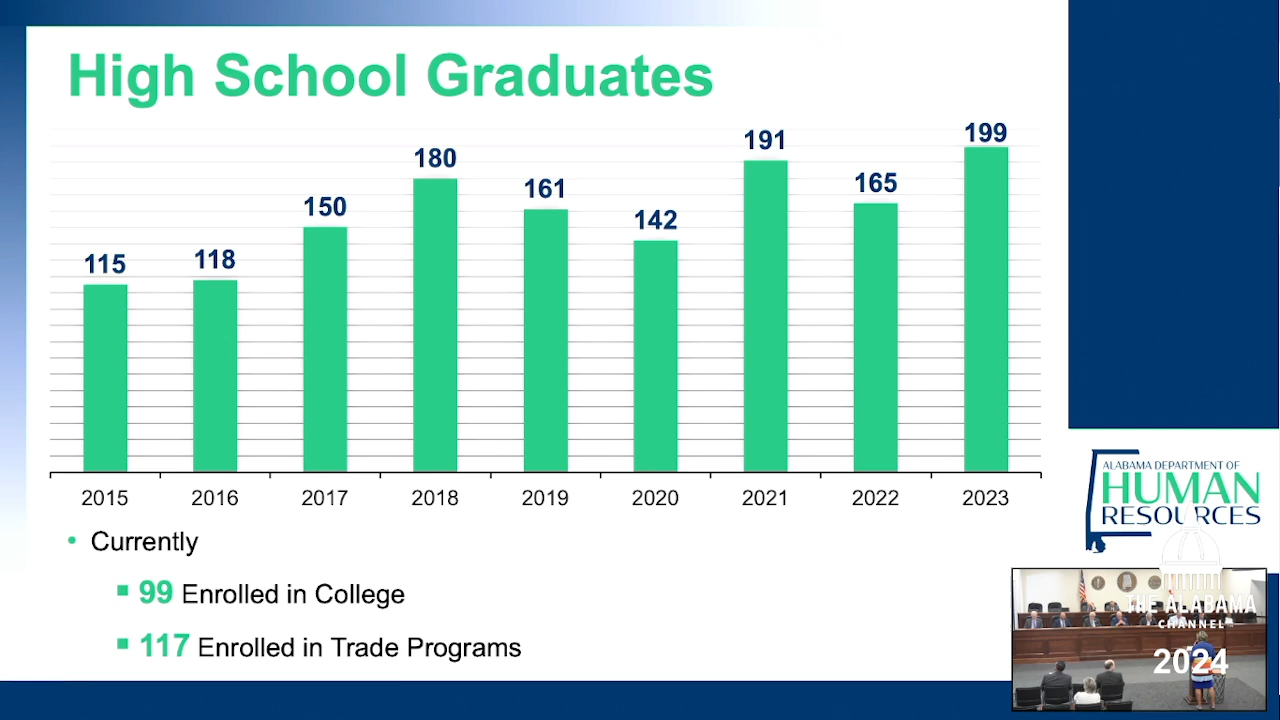 High School Graduates
115
118
150
180
161
142
191
165
199
2015
2016
2017
2018
2019
2020
2021
2022
2023
• Currently
▪ 99 Enrolled in College
▪ 117 Enrolled in Trade Programs
ALABAMA DEPARTMENT OF
HUMAN
RESOURCES
THE ALABAMA
CHANNEL
2024